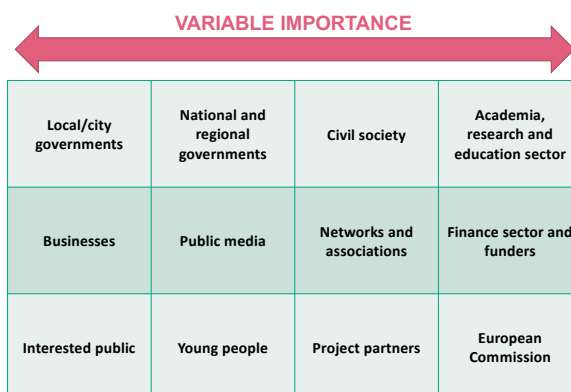 VARIABLE IMPORTANCE
Local/city
governments
National and
regional
governments
Civil society
Academia,
research and
education sector
Businesses
Public media
Networks and
associations
Finance sector and
funders
Interested public
Young people
Project partners
European
Commission